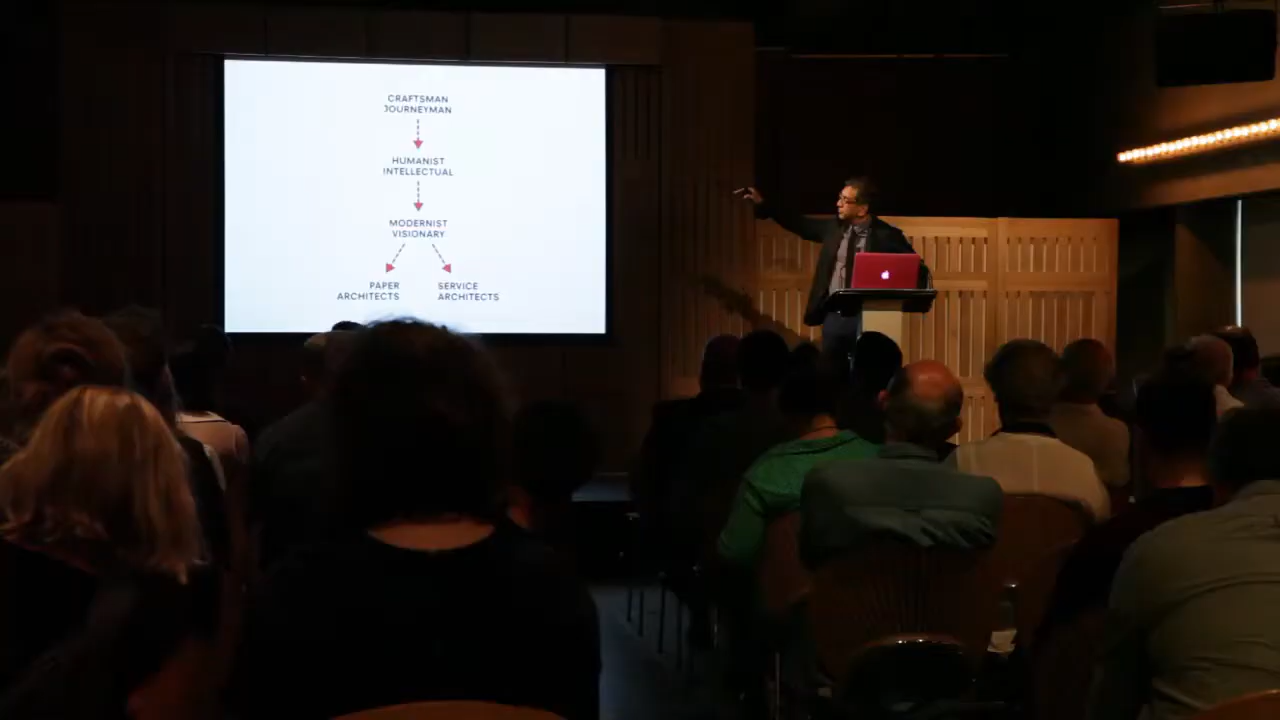 CRAFTSMAN
JOURNEYMAN
HUMANIST
INTELLECTUAL
MODERNIST
VISIONARY
PAPER
ARCHITECTS
SERVICE
ARCHITECTS